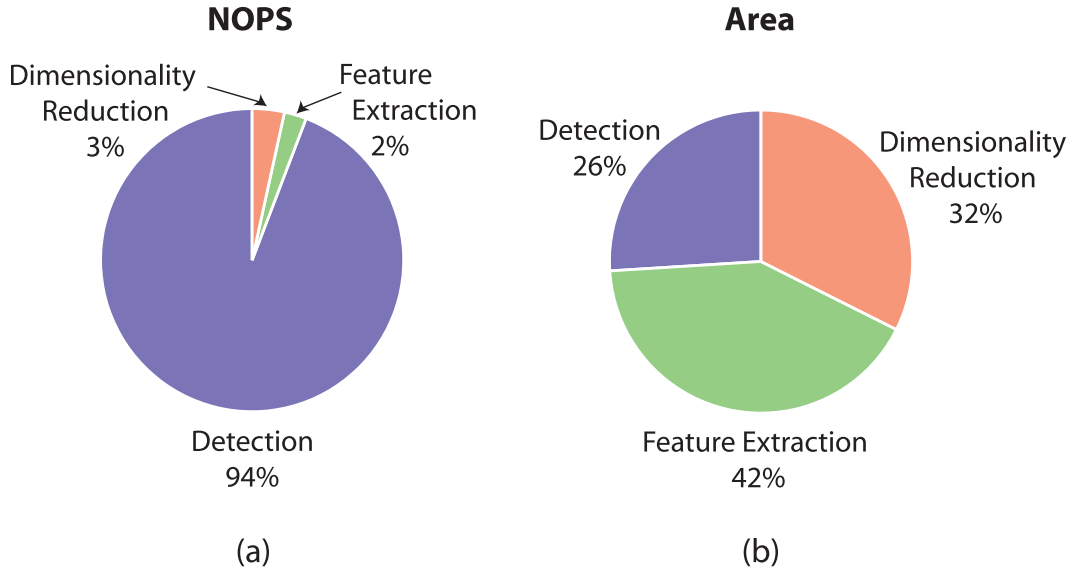 NOPS
Dimensionality
Reduction
3%
Feature
Extraction
2%
Detection
94%
(a)
Area
Detection
26%
Dimensionality
Reduction
32%
Feature Extraction
42%
(b)